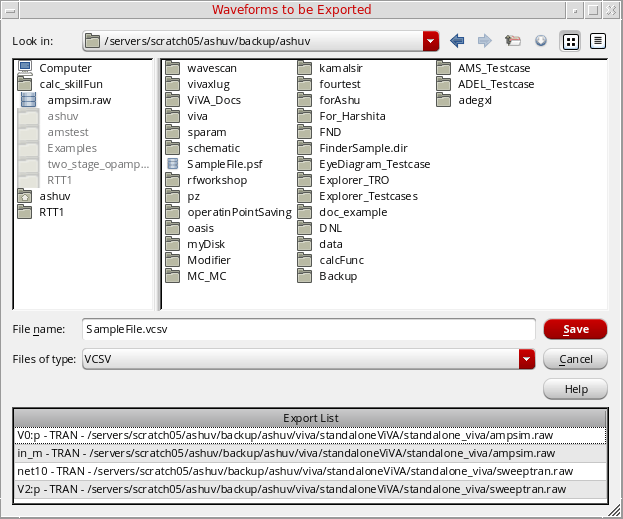 Waveforms to be Exported
Look in: /servers/scratch05/ashuv/backup/ashuv
Computer
calc_skillFun
ampsim.raw
ashuv
amstest
Examples
two_stage_opamp...
RTT1
ashuv
RTT1
wavescan
vivaxlug
ViVA_Docs
viva
sparam
schematic
SampleFile.psf
rfworkshop
pz
operatinPointSaving
oasis
myDisk
Modifier
MC_MC
kamalsir
fourtest
forAshu
For_Harshita
FND
FinderSample.dir
EyeDiagram_Testcase
Explorer_TRO
Explorer_Testcases
doc_example
DNL
data
calcFunc
Backup
AMS_Testcase
ADEL_Testcase
adegxl
File name: SampleFile.vcsv Save
Files of type: VCSV Cancel
Help
Export List
V0:p - TRAN - /servers/scratch05/ashuv/backup/ashuv/viva/standaloneViVA/standalone_viva/ampsim.raw
in_m - TRAN - /servers/scratch05/ashuv/backup/ashuv/viva/standaloneViVA/standalone_viva/ampsim.raw
net10 - TRAN - /servers/scratch05/ashuv/backup/ashuv/viva/standaloneViVA/standalone_viva/sweeptran.raw
V2:p - TRAN - /servers/scratch05/ashuv/backup/ashuv/viva/standaloneViVA/standalone_viva/sweeptran.raw